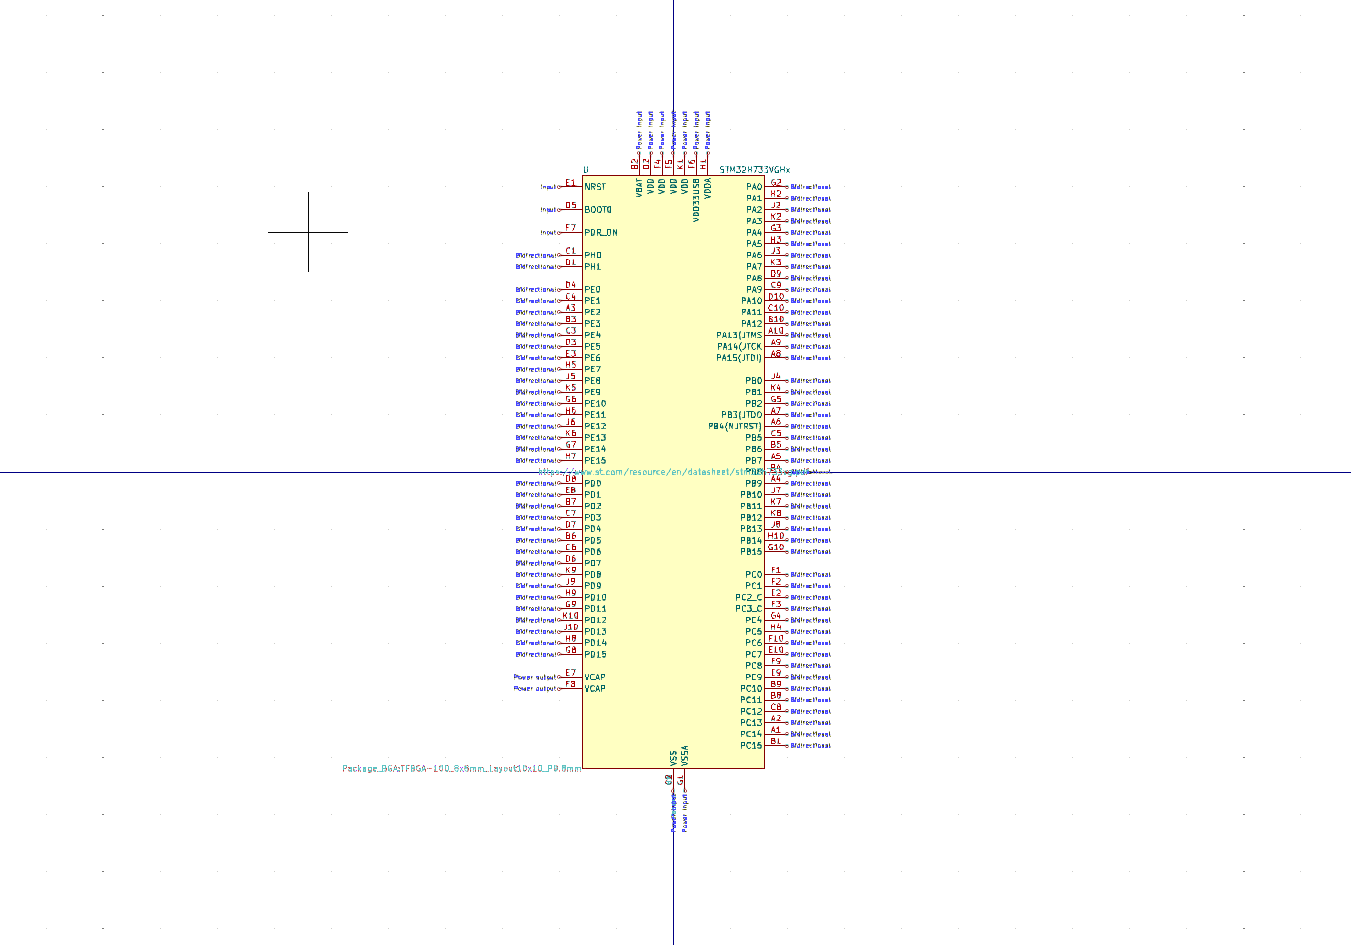 Power input Power input Power input Power input Power input Power input Power input
B2 D2 F4 F5 K1 F6 H1
U STM32H733VGHx
VBAT VDD VDD VDD VDD VDD33USB VDDA
Input E1 NRST PA0 G2 Bidirectional
PA1 H2 Bidirectional
Input D5 BOOT0 PA2 J2 Bidirectional
PA3 K2 Bidirectional
Input E7 PDR_ON PA4 G3 Bidirectional
PA5 H3 Bidirectional
Bidirectional C1 PH0 PA6 J3 Bidirectional
Bidirectional D1 PH1 PA7 K3 Bidirectional
PA8 D9 Bidirectional
Bidirectional D4 PE0 PA9 C9 Bidirectional
Bidirectional C4 PE1 PA10 D10 Bidirectional
Bidirectional A3 PE2 PA11 C10 Bidirectional
Bidirectional B3 PE3 PA12 B10 Bidirectional
Bidirectional C3 PE4 PA13(JTMS A10 Bidirectional
Bidirectional D3 PE5 PA14(JTCK A9 Bidirectional
Bidirectional E3 PE6 PA15(JTDI) A8 Bidirectional
Bidirectional H5 PE7
Bidirectional J5 PE8 PB0 J4 Bidirectional
Bidirectional K5 PE9 PB1 K4 Bidirectional
Bidirectional G6 PE10 PB2 G5 Bidirectional
Bidirectional H6 PE11 PB3(JTDO A7 Bidirectional
Bidirectional J6 PE12 PB4(NJTRST) A6 Bidirectional
Bidirectional K6 PE13 PB5 C5 Bidirectional
Bidirectional G7 PE14 PB6 B5 Bidirectional
Bidirectional H7 PE15 PB7 A5 Bidirectional
https://www.st.com/resource/en/datasheet/ B4 Bidirectional
Bidirectional D8 PD0 PB9 A4 Bidirectional
Bidirectional E8 PD1 PB10 J7 Bidirectional
Bidirectional B7 PD2 PB11 K7 Bidirectional
Bidirectional C7 PD3 PB12 K8 Bidirectional
Bidirectional D7 PD4 PB13 J8 Bidirectional
Bidirectional B6 PD5 PB14 H10 Bidirectional
Bidirectional C6 PD6 PB15 G10 Bidirectional
Bidirectional D6 PD7
Bidirectional K9 PD8 PC0 F1 Bidirectional
Bidirectional J9 PD9 PC1 F2 Bidirectional
Bidirectional H9 PD10 PC2_C E2 Bidirectional
Bidirectional G9 PD11 PC3_C F3 Bidirectional
Bidirectional K10 PD12 PC4 G4 Bidirectional
Bidirectional J10 PD13 PC5 H4 Bidirectional
Bidirectional H8 PD14 PC6 F10 Bidirectional
Bidirectional G8 PD15 PC7 E10 Bidirectional
PC8 F9 Bidirectional
Power output E7 VCAP PC9 E9 Bidirectional
Power output F8 VCAP PC10 B9 Bidirectional
PC11 B8 Bidirectional
PC12 C8 Bidirectional
PC13 A2 Bidirectional
PC14 A1 Bidirectional
PC15 B1 Bidirectional
VSS VSSA
Package_BGA:TFBGA-100_8x8mm_Layout10x10_P0.8mm
G1
Power input